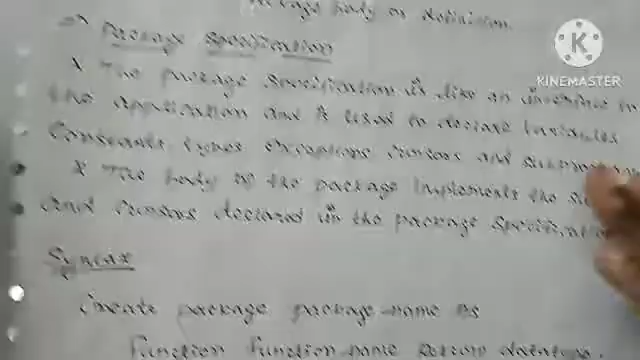 Package body or definition.
Package Specification
K
KINEMASTER
x The package Specification is like an interface to
the application and is used to declare variables
Constants, types exceptions cursors and
x The body of the package implements the
and cursors declared in the package Specification
Syntax
Create package package-name is
Function function-name return datatype.